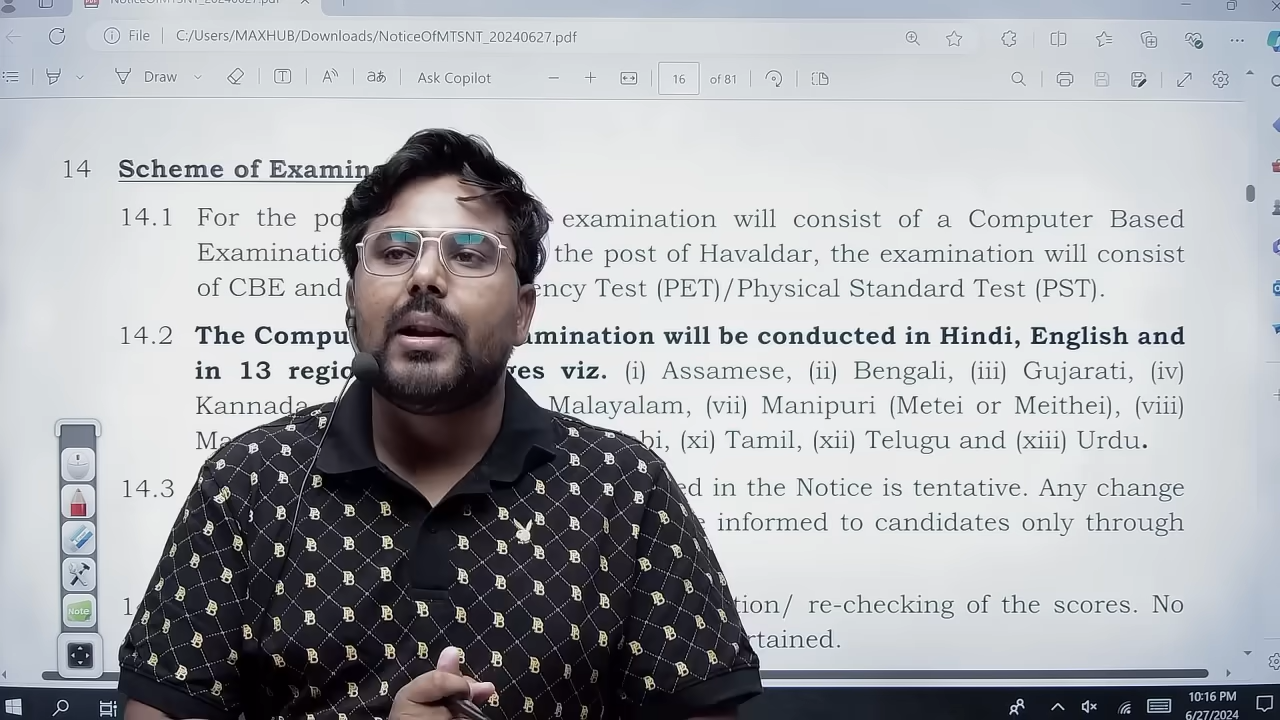 NoticeOfMTSNT_20240627.pdf
File C:/Users/MAXHUB/Downloads/NoticeOfMTSNT_20240627.pdf
Draw Ask Copilot 16 of 81
14 Scheme of Examin
14.1 For the po examination will consist of a Computer Based
Examinatio the post of Havaldar, the examination will consist
of CBE and ency Test (PET)/Physical Standard Test (PST).
14.2 The Compu amination will be conducted in Hindi, English and
in 13 regio ges viz. (i) Assamese, (ii) Bengali, (iii) Gujarati, (iv)
Kannada Malayalam, (vii) Manipuri (Metei or Meithei), (viii)
Ma bi, (xi) Tamil, (xii) Telugu and (xiii) Urdu.
14.3 ed in the Notice is tentative. Any change
informed to candidates only through
tion/ re-checking of the scores. No
rtained.
Note
10:16 PM
6/27/2024